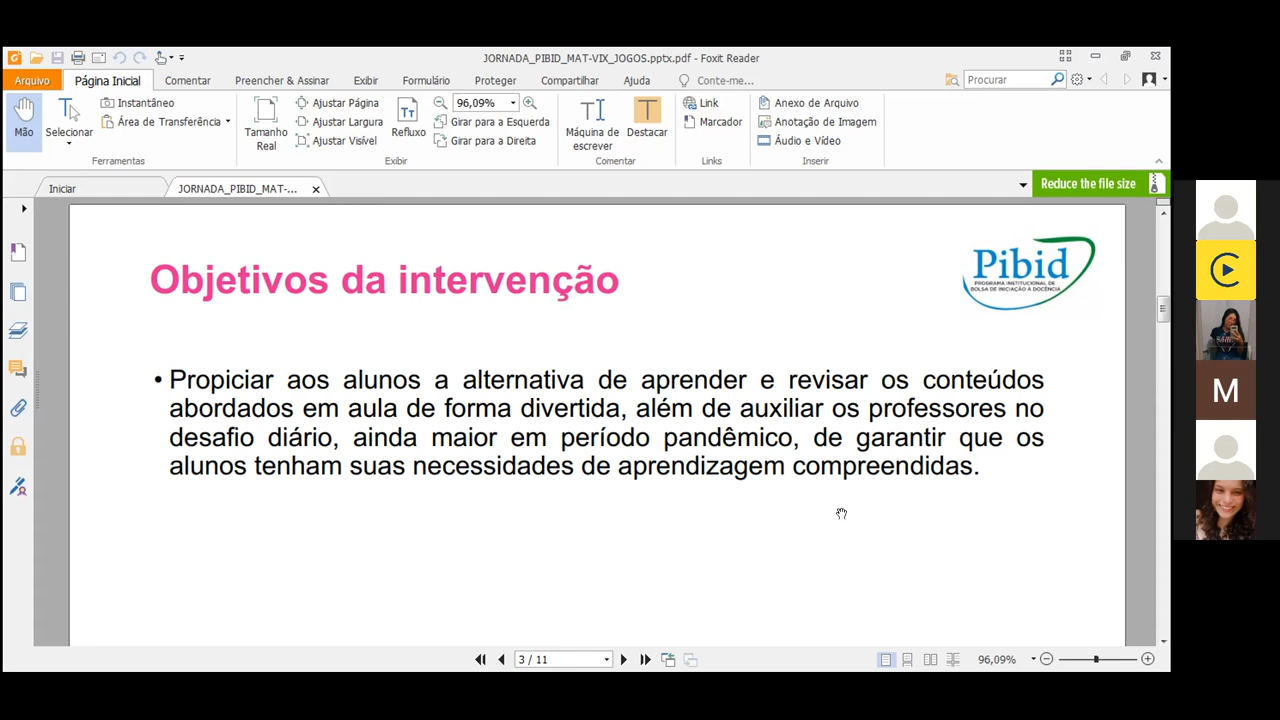 JORNADA_PIBID_MAT-VIX_JOGOS.pptx.pdf - Foxit Reader
Arquivo Página Inicial Comentar Preencher & Assinar Exibir Formulário Proteger Compartilhar Ajuda Conte-me... Procurar
Mão
Selecionar
Instantâneo
Área de Transferência
Ferramentas
Tamanho
Real
Ajustar Página
Ajustar Largura
Ajustar Visível
Refluxo
96,09%
Girar para a Esquerda
Girar para a Direita
Exibir
Máquina de
escrever
Destacar
Comentar
Link
Marcador
Links
Anexo de Arquivo
Anotação de Imagem
Áudio e Vídeo
Inserir
Iniciar
JORNADA_PIBID_MAT-...
Reduce the file size
Objetivos da intervenção
Pibid
PROGRAMA INSTITUCIONAL DE
BOLSA DE INICIAÇÃO À DOCÊNCIA
• Propiciar aos alunos a alternativa de aprender e revisar os conteúdos
abordados em aula de forma divertida, além de auxiliar os professores no
desafio diário, ainda maior em período pandêmico, de garantir que os
alunos tenham suas necessidades de aprendizagem compreendidas.
M
3 / 11
96,09%